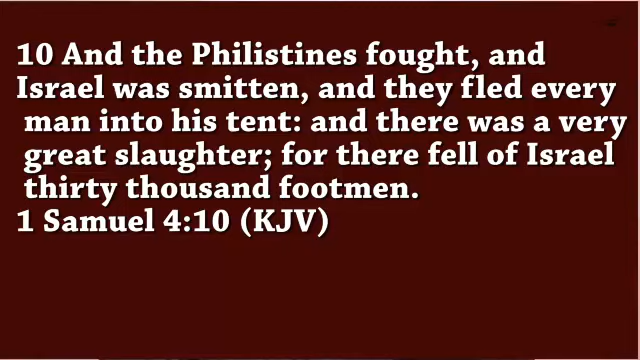 10 And the Philistines fought, and
Israel was smitten, and they fled every
man into his tent: and there was a very
great slaughter; for there fell of Israel
thirty thousand footmen.
1 Samuel 4:10 (KJV)